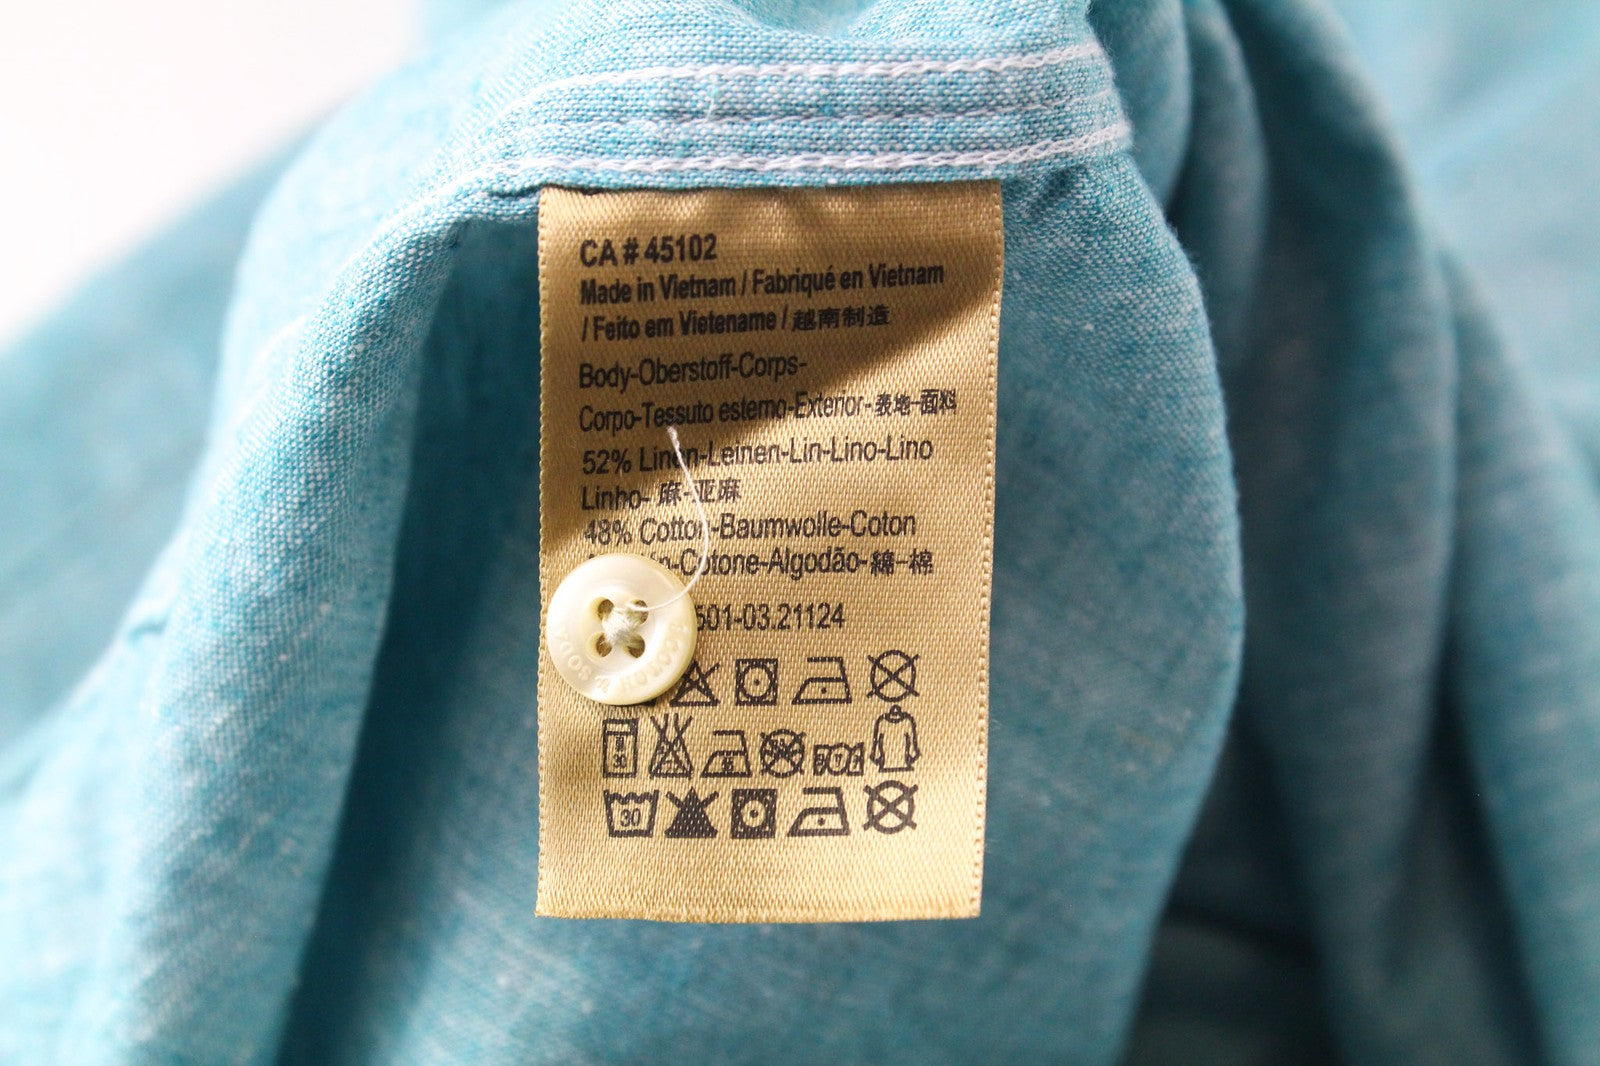 CA # 45102
Made in Vietnam / Fabriqué en Vietnam
/ Feito em Vietename / 越南制造
Body-Oberstoff-Corps-
Corpo-Tessuto esterno-Exterior-表地-面料
52% Linen-Leinen-Lin-Lino-Lino
Linho- 麻-亚麻
48% Cotton-Baumwolle-Coton
-Cotone-Algodão-綿-棉
501-03.21124
30
30